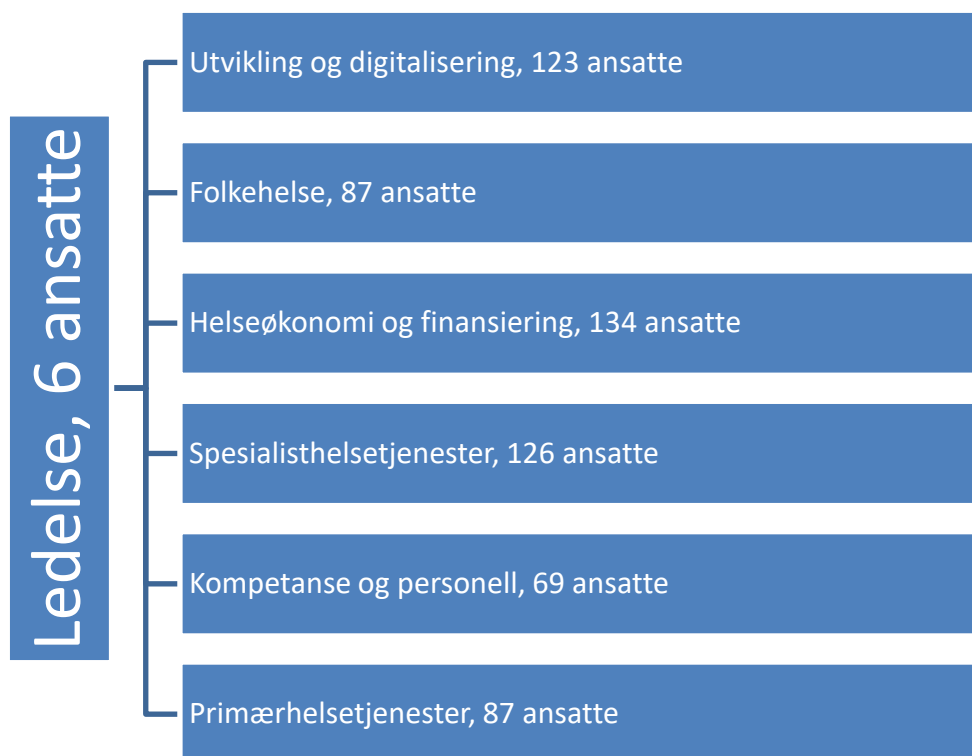 Ledelse, 6 ansatte
Utvikling og digitalisering, 123 ansatte
Folkehelse, 87 ansatte
Helseøkonomi og finansiering, 134 ansatte
Spesialisthelsetjenester, 126 ansatte
Kompetanse og personell, 69 ansatte
Primærhelsetjenester, 87 ansatte